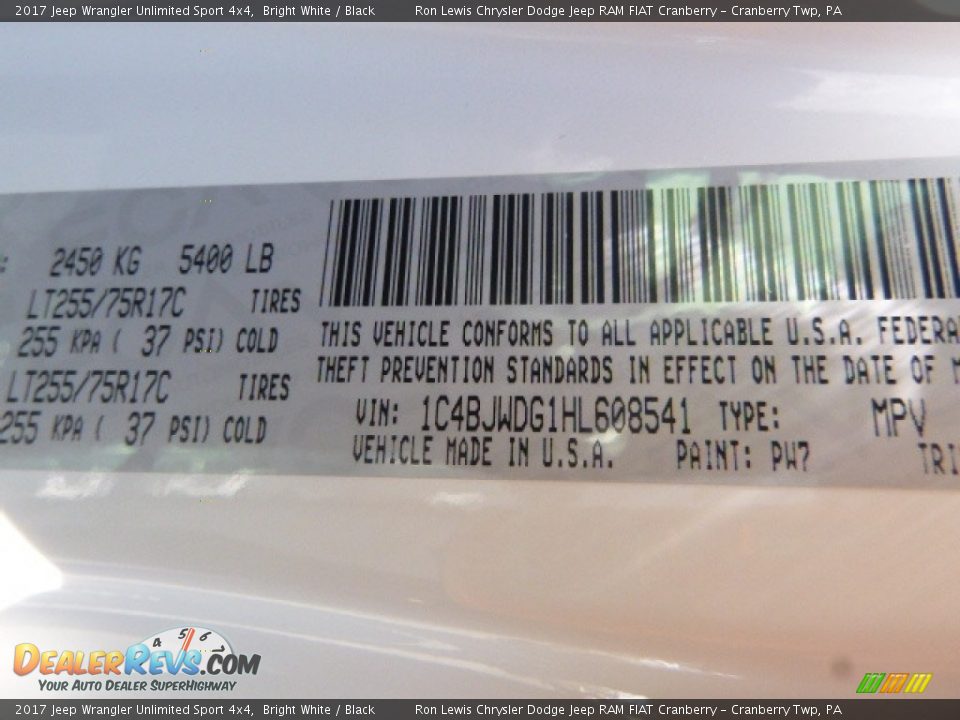 2017 Jeep Wrangler Unlimited Sport 4x4, Bright White / Black Ron Lewis Chrysler Dodge Jeep RAM FIAT Cranberry - Cranberry Twp, PA
2450 KG 5400 LB
LT255/75R17C TIRES
255 KPA ( 37 PSI) COLD
LT255/75R17C TIRES
255 KPA ( 37 PSI) COLD
THIS VEHICLE CONFORMS TO ALL APPLICABLE U.S.A. FEDERA
THEFT PREVENTION STANDARDS IN EFFECT ON THE DATE OF M
VIN: 1C4BJWDG1HL608541 TYPE: MPV
VEHICLE MADE IN U.S.A. PAINT: PW7 TRI
4 5 6
DEALERREVS.COM
YOUR AUTO DEALER SUPERHIGHWAY
2017 Jeep Wrangler Unlimited Sport 4x4, Bright White / Black Ron Lewis Chrysler Dodge Jeep RAM FIAT Cranberry - Cranberry Twp, PA